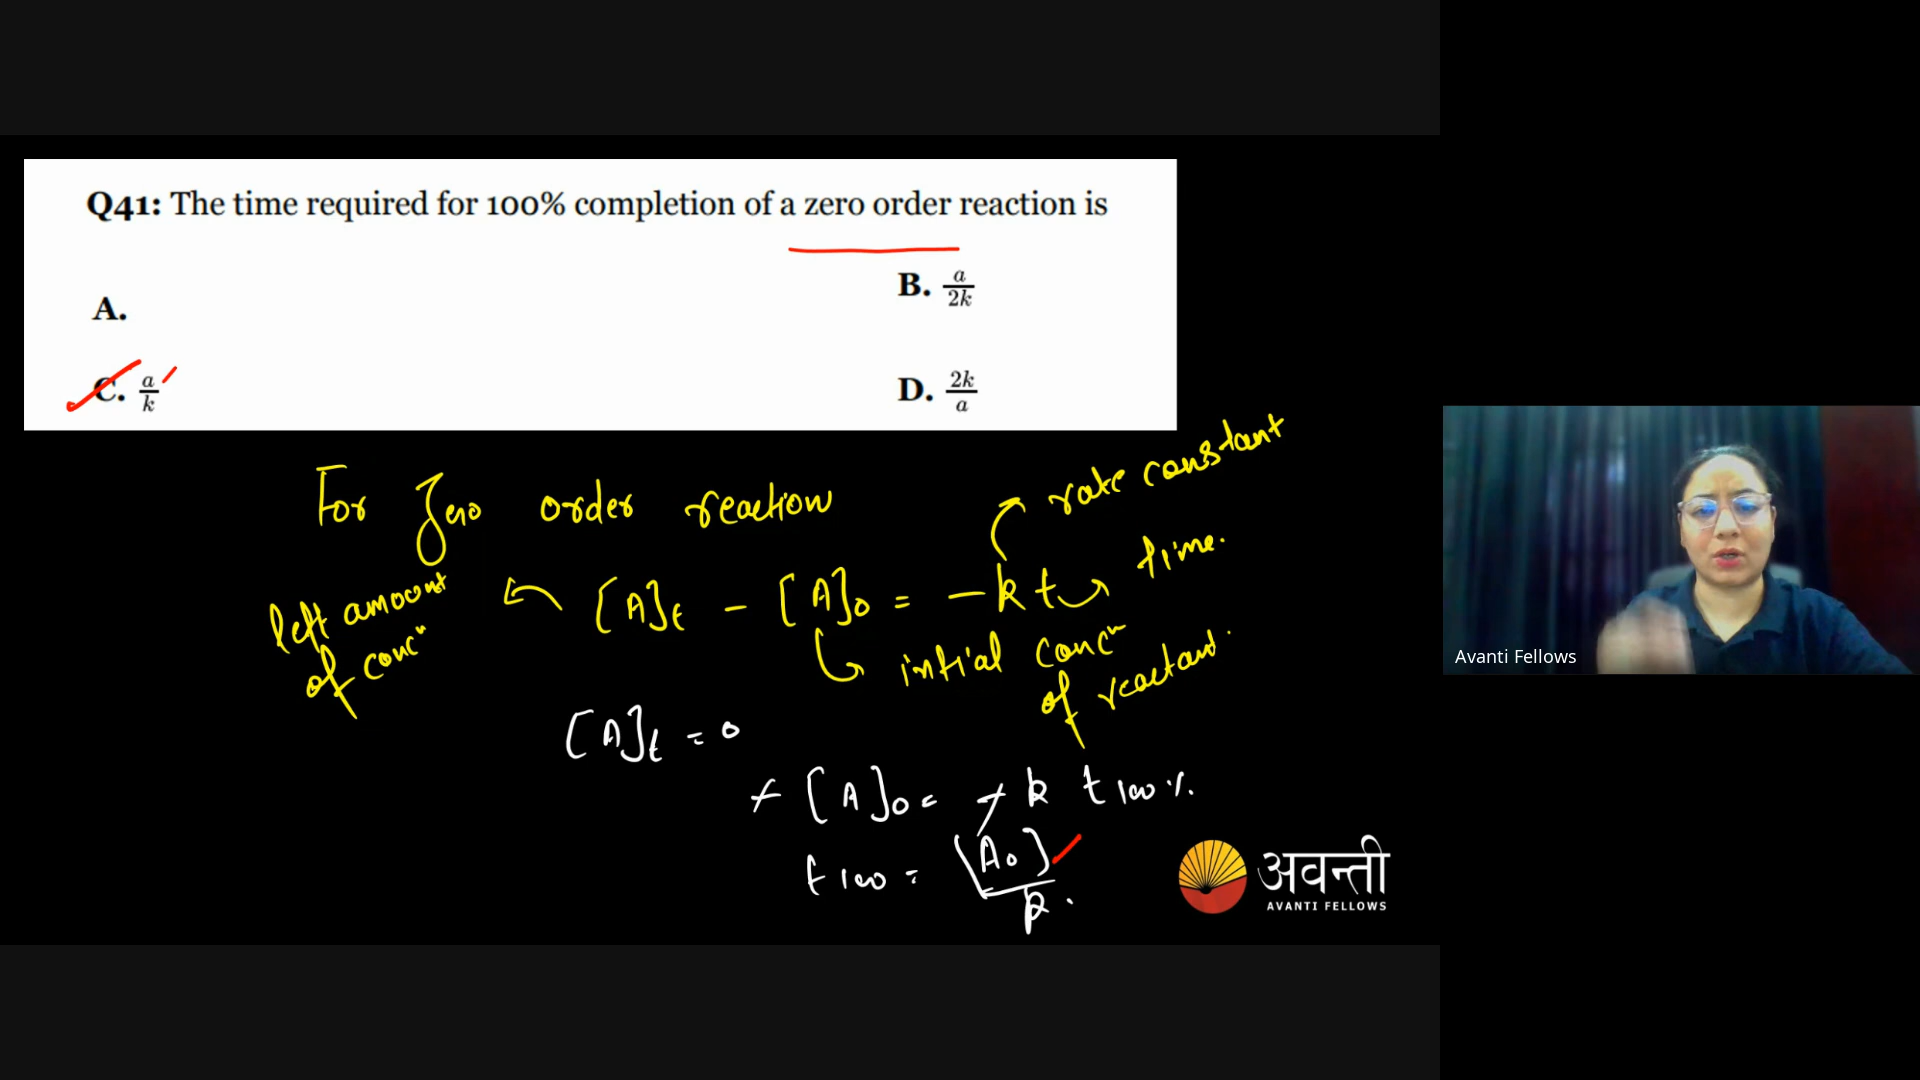 Q41: The time required for 100% completion of a zero order reaction is
A.
B. a/2k
C. a/k
D. 2k/a
For Zero order reaction
rate constant
time.
left amount of concⁿ
[A]t - [A]0 = -kt
intial concⁿ of reactant.
[A]t = 0
- [A]0 = - k t100%
t100 = [A0]/k.
अवन्ती
AVANTI FELLOWS
Avanti Fellows